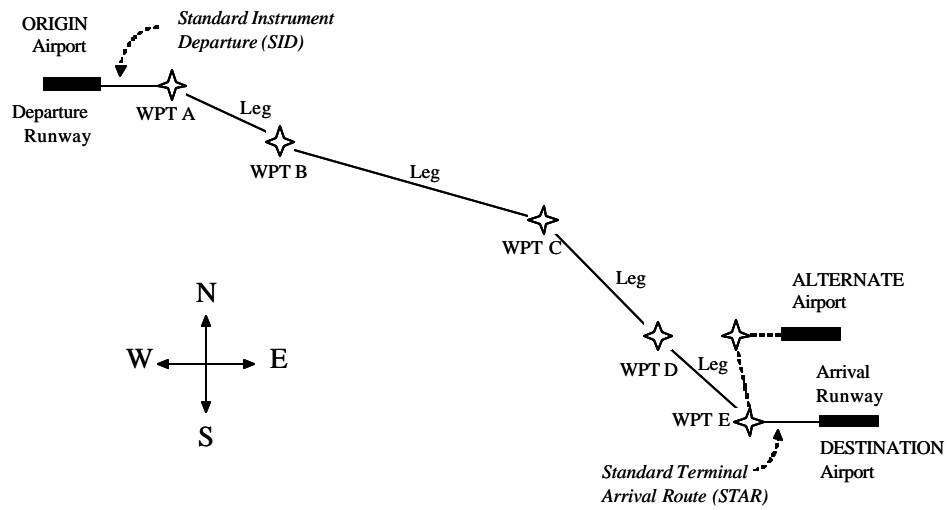 ORIGIN
Airport
Standard Instrument
Departure (SID)
Departure
Runway
WPT A
Leg
WPT B
Leg
WPT C
Leg
N
W
E
S
ALTERNATE
Airport
WPT D
Leg
Arrival
Runway
WPT E
DESTINATION
Airport
Standard Terminal
Arrival Route (STAR)